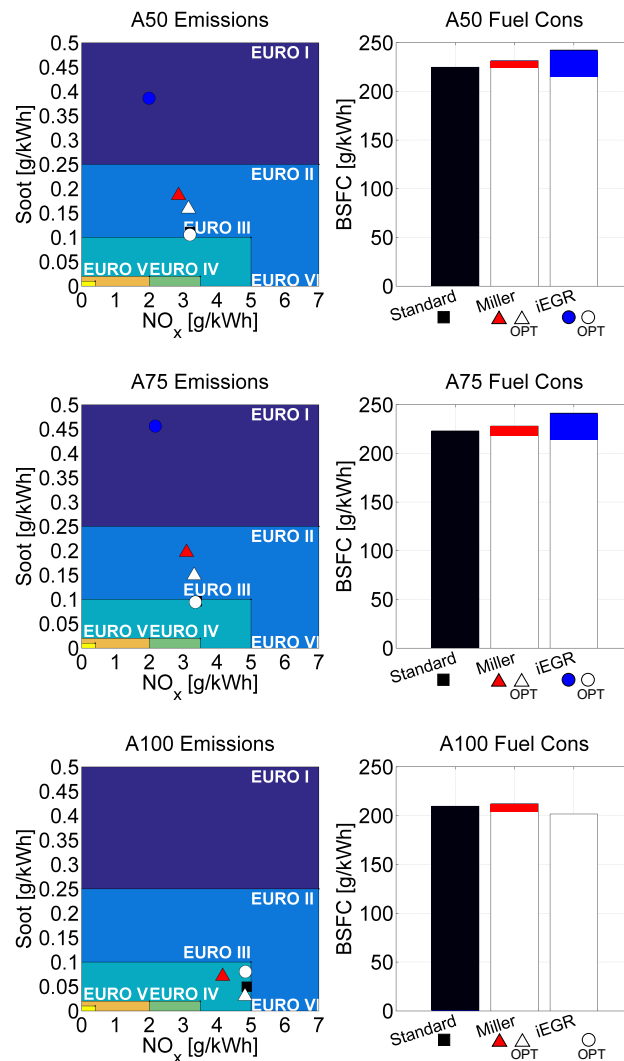 A50 Emissions
0.5
0.45
0.4
0.35
0.3
0.25
0.2
0.15
0.1
0.05
0
Soot [g/kWh]
EURO I
EURO II
EURO III
EURO V
EURO IV
EURO VI
0 1 2 3 4 5 6 7
NOx [g/kWh]
A50 Fuel Cons
250
200
150
100
50
0
BSFC [g/kWh]
Standard Miller iEGR
OPT OPT
A75 Emissions
0.5
0.45
0.4
0.35
0.3
0.25
0.2
0.15
0.1
0.05
0
Soot [g/kWh]
EURO I
EURO II
EURO III
EURO V
EURO IV
EURO VI
0 1 2 3 4 5 6 7
NOx [g/kWh]
A75 Fuel Cons
250
200
150
100
50
0
BSFC [g/kWh]
Standard Miller iEGR
OPT OPT
A100 Emissions
0.5
0.45
0.4
0.35
0.3
0.25
0.2
0.15
0.1
0.05
0
Soot [g/kWh]
EURO I
EURO II
EURO III
EURO V
EURO IV
EURO VI
0 1 2 3 4 5 6 7
NOx [g/kWh]
A100 Fuel Cons
250
200
150
100
50
0
BSFC [g/kWh]
Standard Miller iEGR
OPT OPT